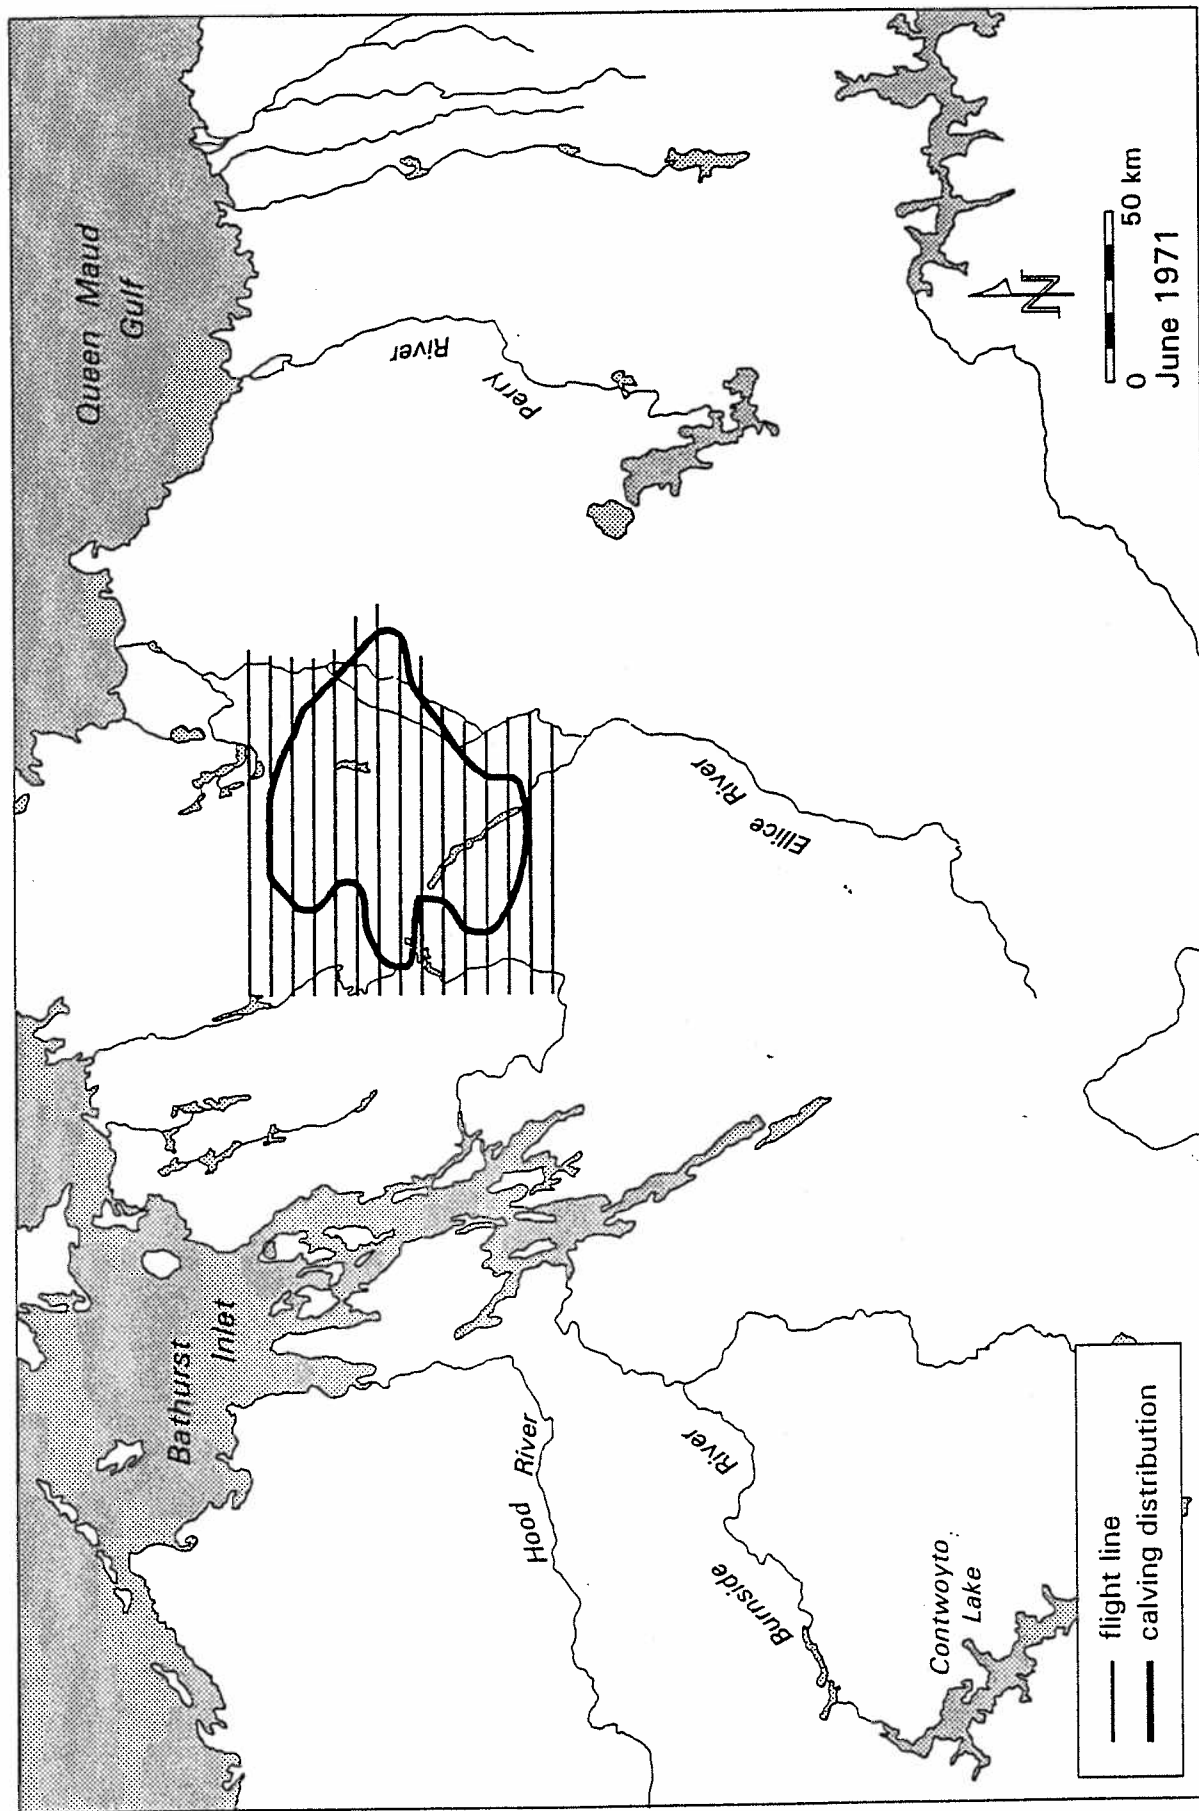 Queen Maud
Gulf
Bathurst
Inlet
Perry
River
Ellice River
Hood River
Burnside
River
Contwoyto
Lake
N
0 50 km
June 1971
flight line
calving distribution